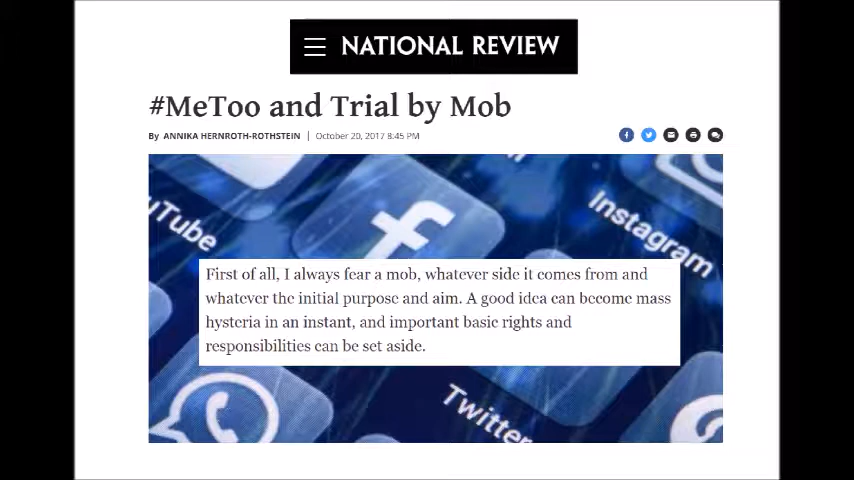 NATIONAL REVIEW
#MeToo and Trial by Mob
By ANNIKA HERNROTH-ROTHSTEIN | October 20, 2017 8:45 PM
uTube
Instagram
First of all, I always fear a mob, whatever side it comes from and
whatever the initial purpose and aim. A good idea can become mass
hysteria in an instant, and important basic rights and
responsibilities can be set aside.
Twitter